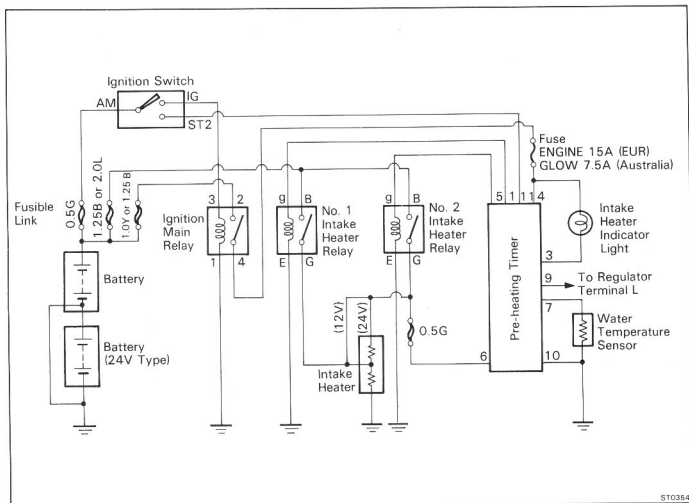 Ignition Switch
AM
IG
ST2
Fuse
ENGINE 15A (EUR)
GLOW 7.5A (Australia)
Fusible
Link
0.5G
1.25B or 2.0L
1.0Y or 1.25B
3 2
Ignition
Main
Relay
1 4
g B
No. 1
Intake
Heater
Relay
E G
g B
No. 2
Intake
Heater
Relay
E G
5 1 11 4
Pre-heating Timer
Intake
Heater
Indicator
Light
3
9
To Regulator
Terminal L
7
Water
Temperature
Sensor
6
10
Battery
Battery
(24V Type)
(12V)
(24V)
0.5G
Intake
Heater
ST0354